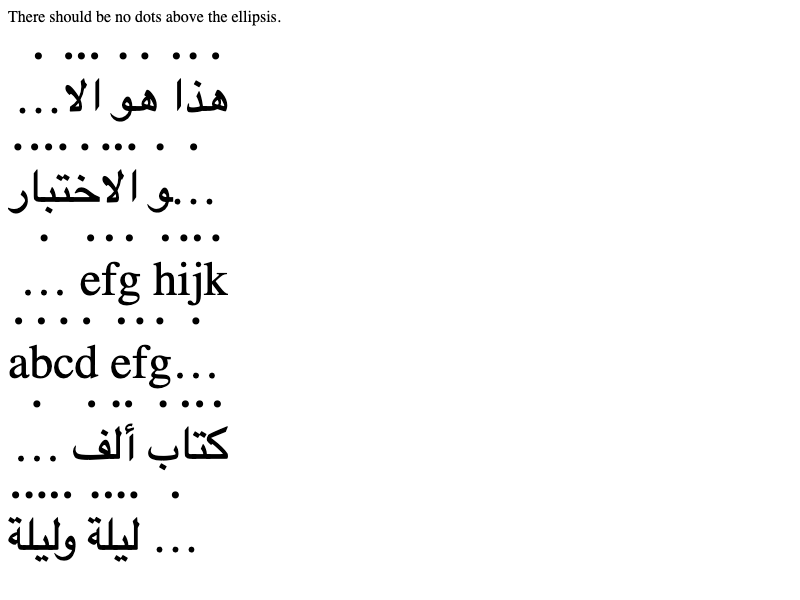 There should be no dots above the ellipsis.
هذا هو الا…
…و الاختبار
… efg hijk
abcd efg…
كتاب ألف …
… ليلة وليلة